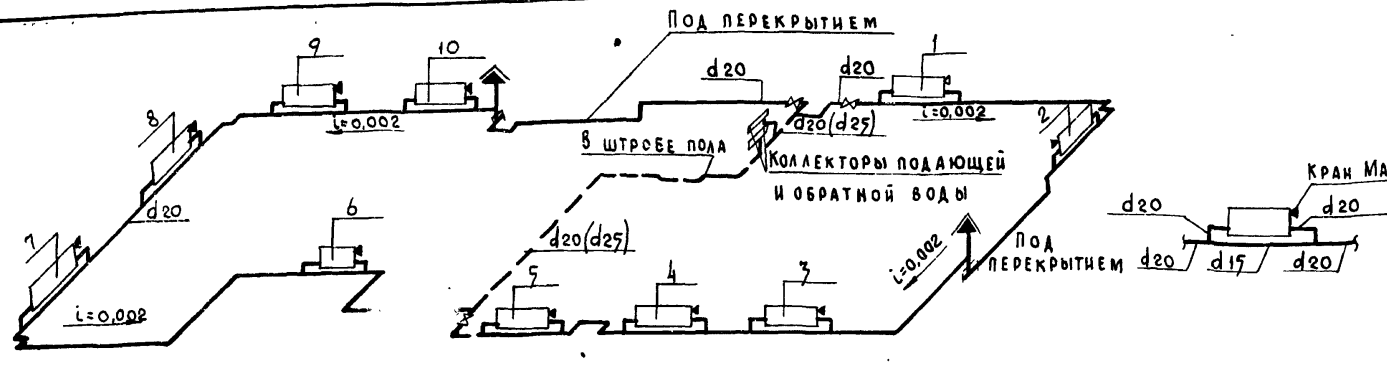 Под перекрытием
9
10
d20
d20
1
8
i=0,002
d20(d25)
i=0,002
2
В штробе пола
Коллекторы подающей
и обратной воды
Кран Ма
d20
6
d20
d20
7
d20(d25)
i=0,002
Под
перекрытием
d20
d15
d20
5
4
3
i=0,002